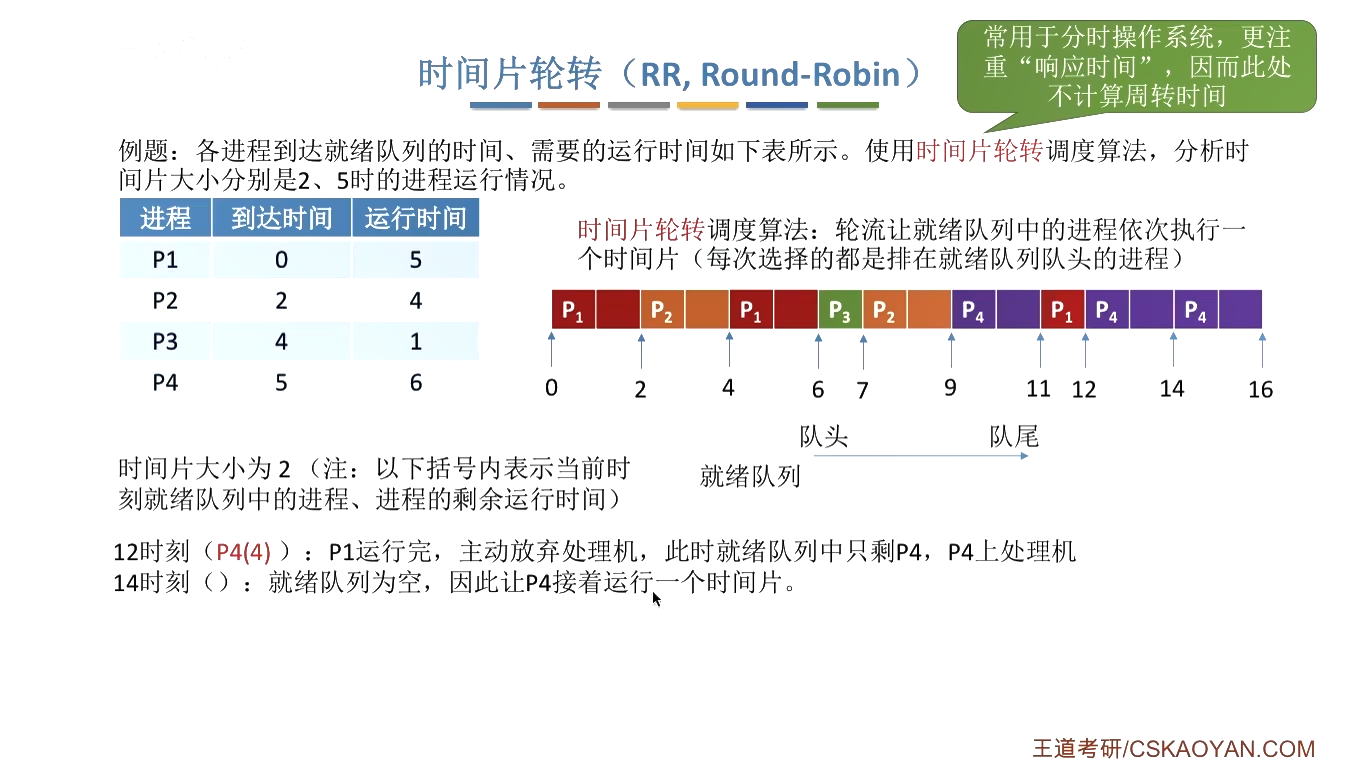 时间片轮转（RR, Round-Robin）
常用于分时操作系统，更注
重“响应时间”，因而此处
不计算周转时间
例题：各进程到达就绪队列的时间、需要的运行时间如下表所示。使用时间片轮转调度算法，分析时
间片大小分别是2、5时的进程运行情况。
进程 到达时间 运行时间
P1 0 5
P2 2 4
P3 4 1
P4 5 6
时间片轮转调度算法：轮流让就绪队列中的进程依次执行一
个时间片（每次选择的都是排在就绪队列队头的进程）
P1 P2 P1 P3 P2 P4 P1 P4 P4
0 2 4 6 7 9 11 12 14 16
队头 队尾
就绪队列
时间片大小为 2 （注：以下括号内表示当前时
刻就绪队列中的进程、进程的剩余运行时间）
12时刻（P4(4) ）：P1运行完，主动放弃处理机，此时就绪队列中只剩P4，P4上处理机
14时刻（）：就绪队列为空，因此让P4接着运行一个时间片。
王道考研/CSKAOYAN.COM